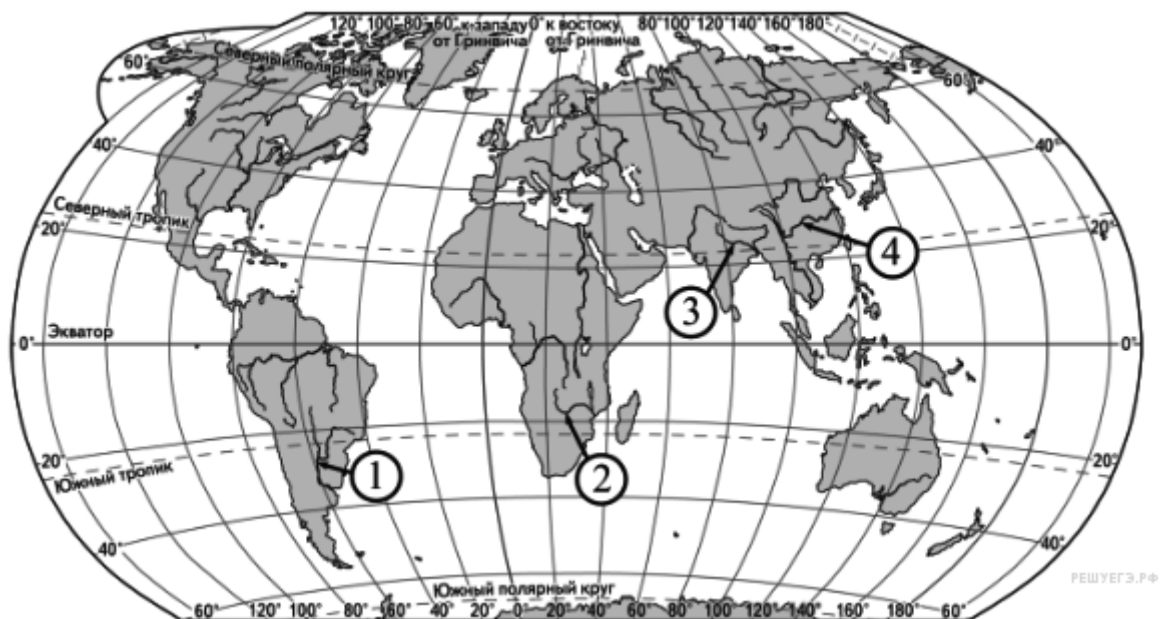 120° 100° 80° 60° к западу 0° к востоку 80° 100° 120° 140° 160° 180°
от Гринвича от Гринвича
60° Северный полярный круг 60°
40° 40°
Северный тропик
20° 20°
4
3
Экватор
0° 0°
20° 20°
Южный тропик
1 2
40° 40°
РЕШУЕГЭ.РФ
Южный полярный круг
60° 120° 100° 80° 60° 40° 20° 0° 20° 40° 60° 80° 100° 120° 140° 160° 180° 60°